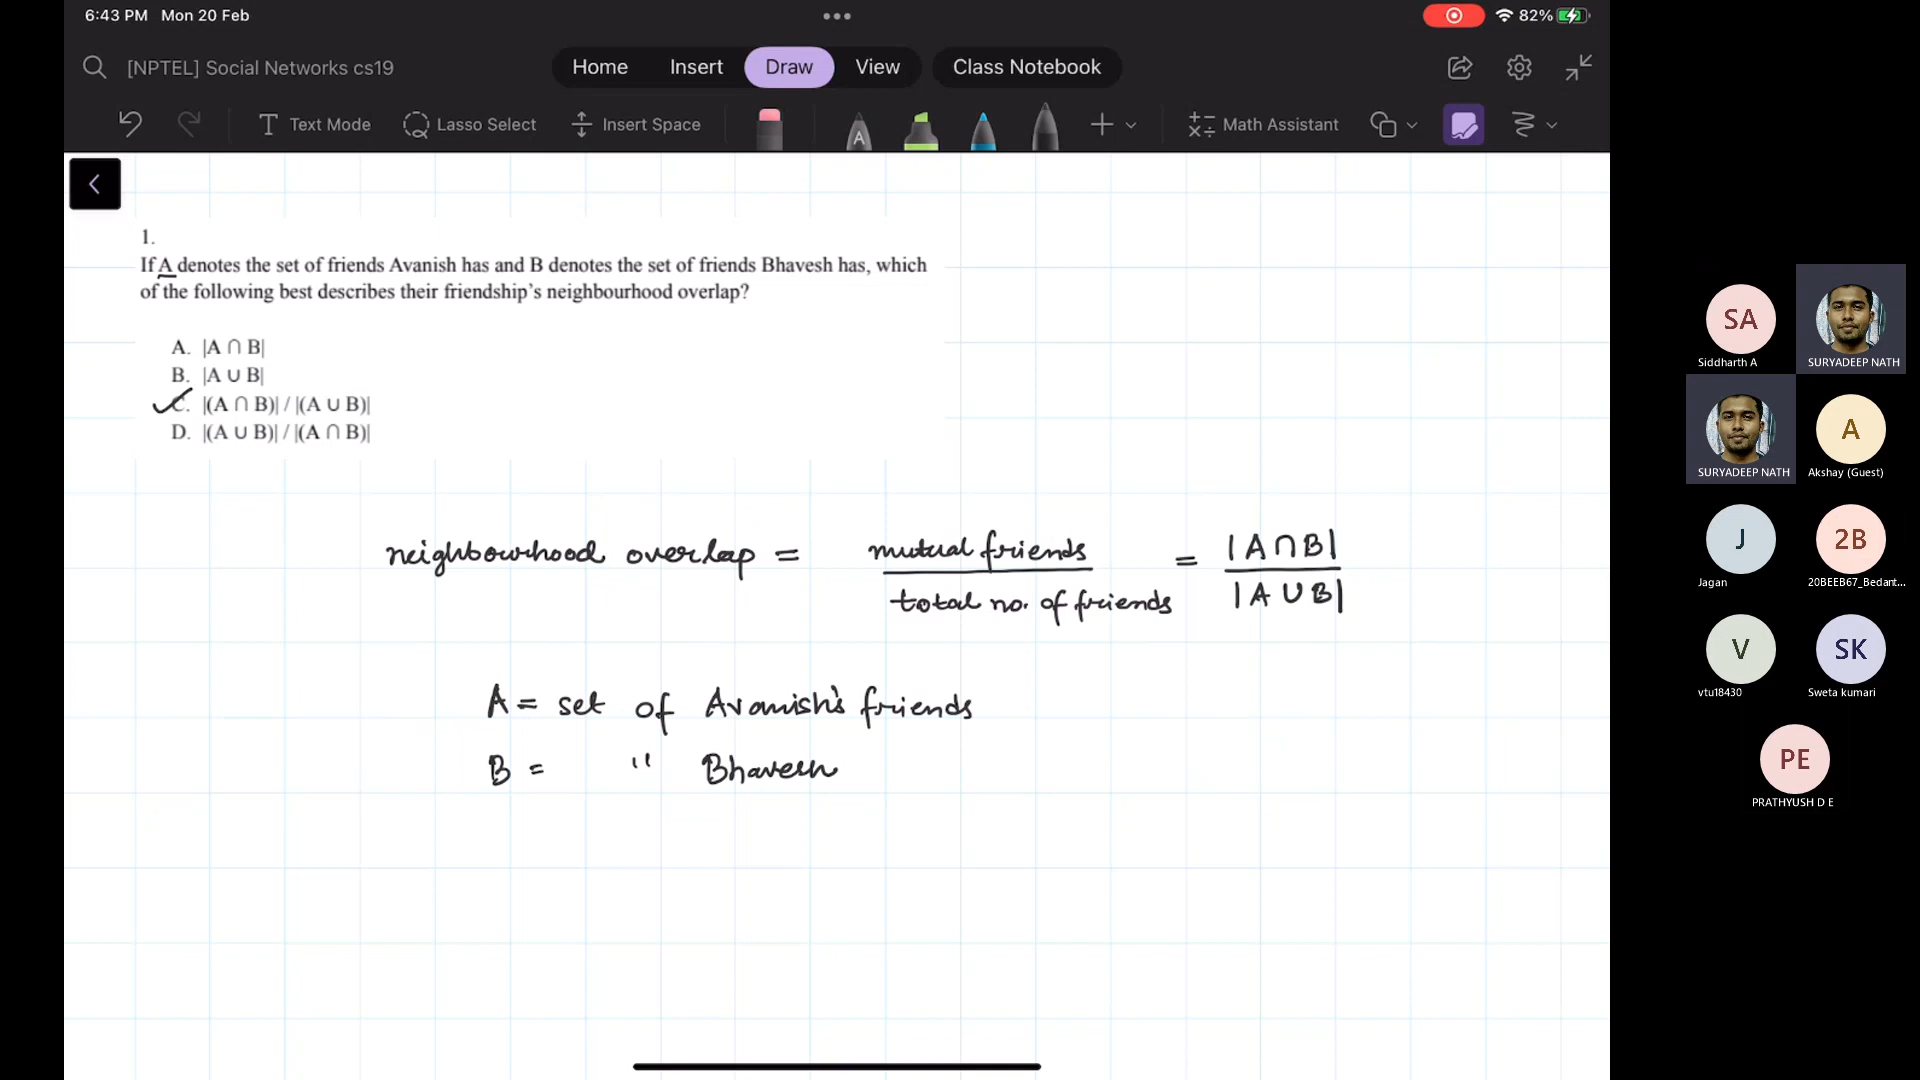 6:43 PM Mon 20 Feb
82%
[NPTEL] Social Networks cs19
Home Insert Draw View Class Notebook
Text Mode Lasso Select Insert Space A Math Assistant
1.
If A denotes the set of friends Avanish has and B denotes the set of friends Bhavesh has, which
of the following best describes their friendship's neighbourhood overlap?
A. |A ∩ B|
B. |A ∪ B|
C. |(A ∩ B)| / |(A ∪ B)|
D. |(A ∪ B)| / |(A ∩ B)|
neighbourhood overlap = mutual friends / total no. of friends = |A∩B| / |A∪B|
A = set of Avanish's friends
B = " Bhavesh
SA
Siddharth A
SURYADEEP NATH
SURYADEEP NATH
A
Akshay (Guest)
J
Jagan
2B
20BEEB67_Bedant...
V
vtu18430
SK
Sweta kumari
PE
PRATHYUSH D E